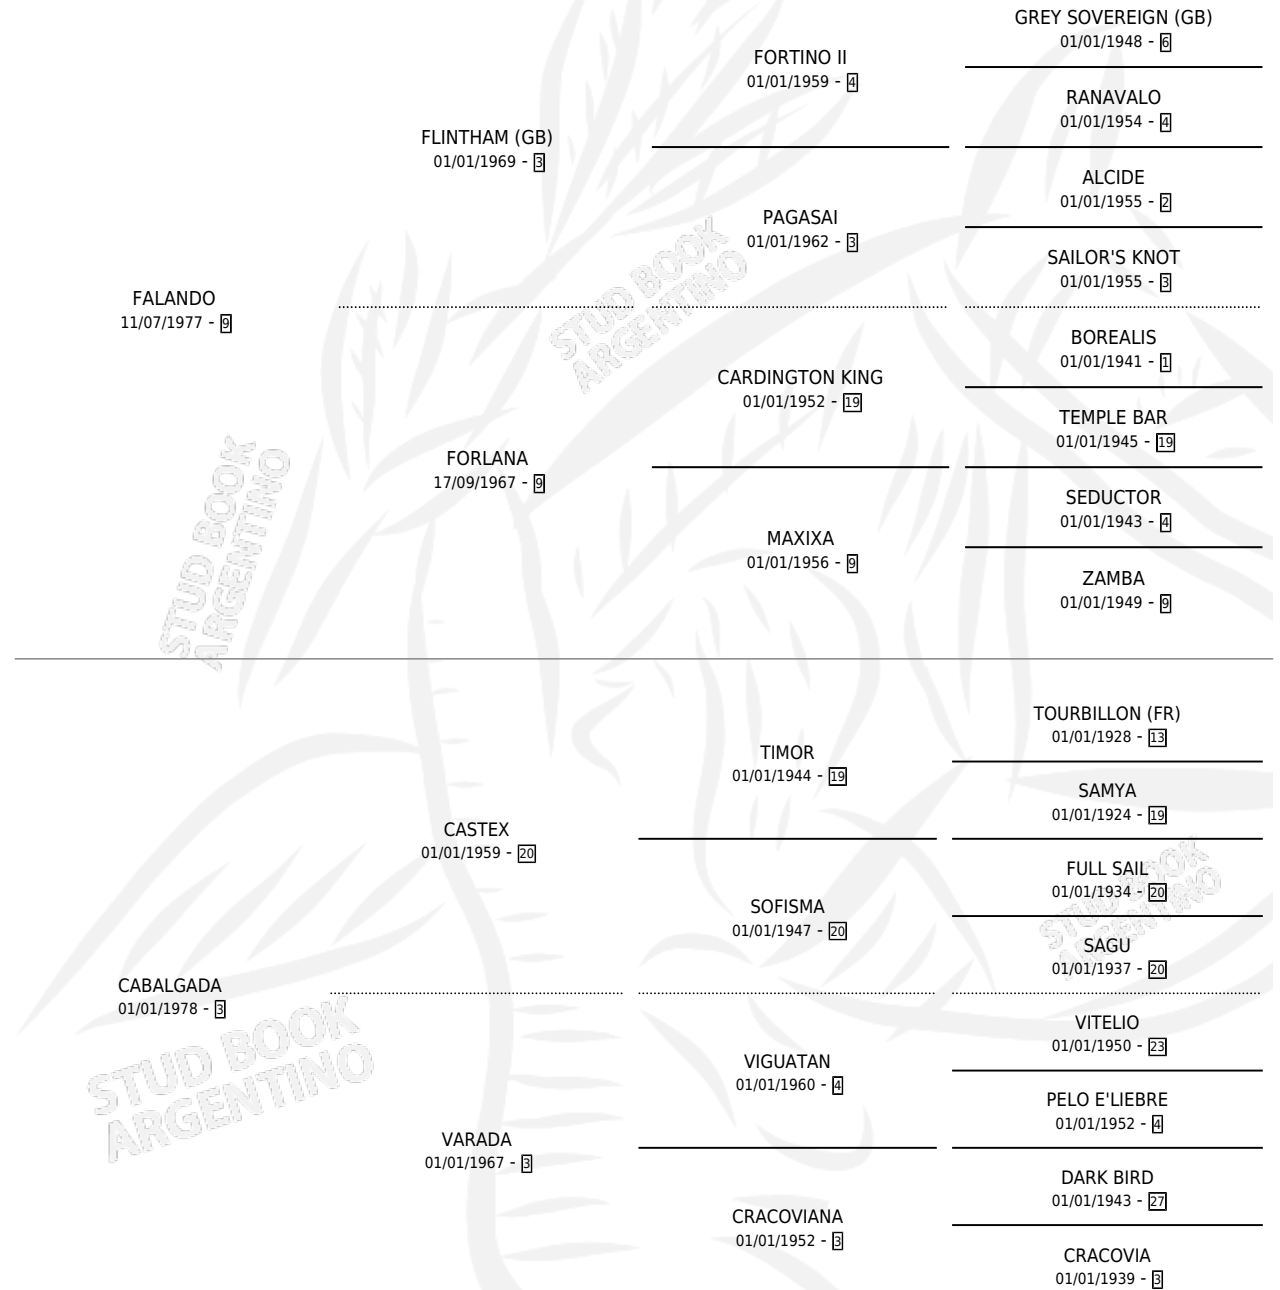 GREY SOVEREIGN (GB)
01/01/1948 - 6
FORTINO II
01/01/1959 - 4
RANAVALO
01/01/1954 - 4
FLINTHAM (GB)
01/01/1969 - 3
ALCIDE
01/01/1955 - 2
PAGASAI
01/01/1962 - 3
SAILOR'S KNOT
01/01/1955 - 3
FALANDO
11/07/1977 - 9
BOREALIS
01/01/1941 - 1
CARDINGTON KING
01/01/1952 - 19
TEMPLE BAR
01/01/1945 - 19
FORLANA
17/09/1967 - 9
SEDUCTOR
01/01/1943 - 4
MAXIXA
01/01/1956 - 9
ZAMBA
01/01/1949 - 9
TOURBILLON (FR)
01/01/1928 - 13
TIMOR
01/01/1944 - 19
SAMYA
01/01/1924 - 19
CASTEX
01/01/1959 - 20
FULL SAIL
01/01/1934 - 20
SOFISMA
01/01/1947 - 20
SAGU
01/01/1937 - 20
CABALGADA
01/01/1978 - 3
VITELIO
01/01/1950 - 23
VIGUATAN
01/01/1960 - 4
PELO E'LIEBRE
01/01/1952 - 4
VARADA
01/01/1967 - 3
DARK BIRD
01/01/1943 - 27
CRACOVIANA
01/01/1952 - 3
CRACOVIA
01/01/1939 - 3
STUD BOOK
ARGENTINO
STUD BOOK
ARGENTINO
STUD BOOK
ARGENTINO
STUD BOOK
ARGENTINO